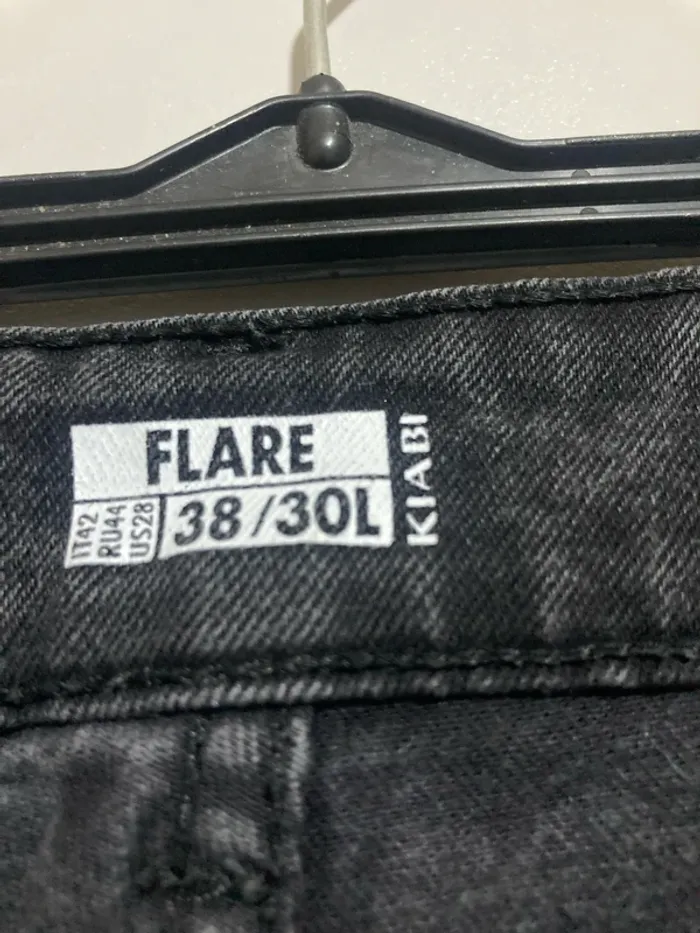 FLARE
IT42
RU44
US28
38/30L
KIABI